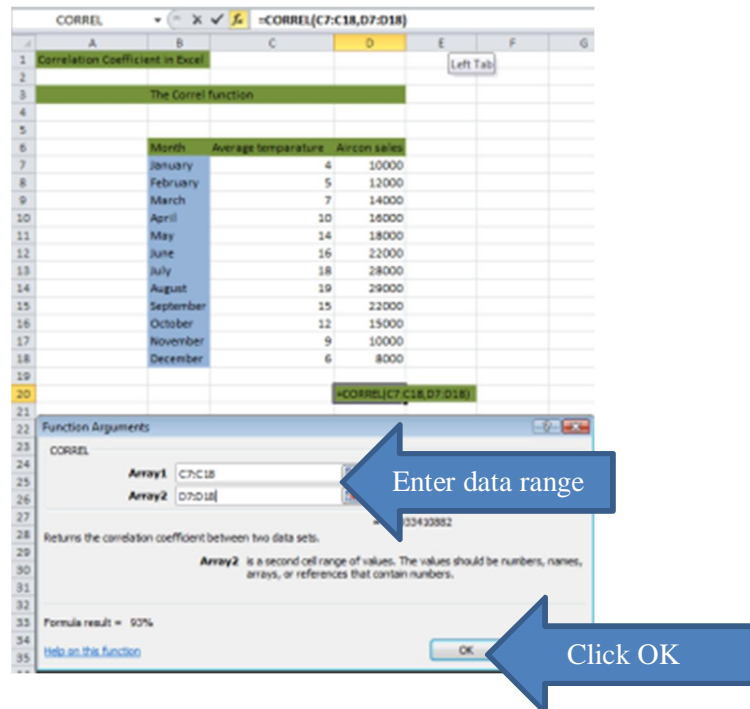 CORREL =CORREL(C7:C18,D7:D18)
A B C D E F G
1 Correlation Coefficient in Excel
Left Tab
2
3 The Correl function
4
5
6 Month Average temparature Aircon sales
7 January 4 10000
8 February 5 12000
9 March 7 14000
10 April 10 16000
11 May 14 18000
12 June 16 22000
13 July 18 28000
14 August 19 29000
15 September 15 22000
16 October 12 15000
17 November 9 10000
18 December 6 8000
19
20 =CORREL(C7:C18,D7:D18)
21
22 Function Arguments
23 CORREL
24 Array1 C7:C18
25
Enter data range
26 Array2 D7:D18
27 33410882
28 Returns the correlation coefficient between two data sets.
29 Array2 is a second cell range of values. The values should be numbers, names,
30 arrays, or references that contain numbers.
31
32
33 Formula result = 93%
34
35 Help on this function OK
Click OK